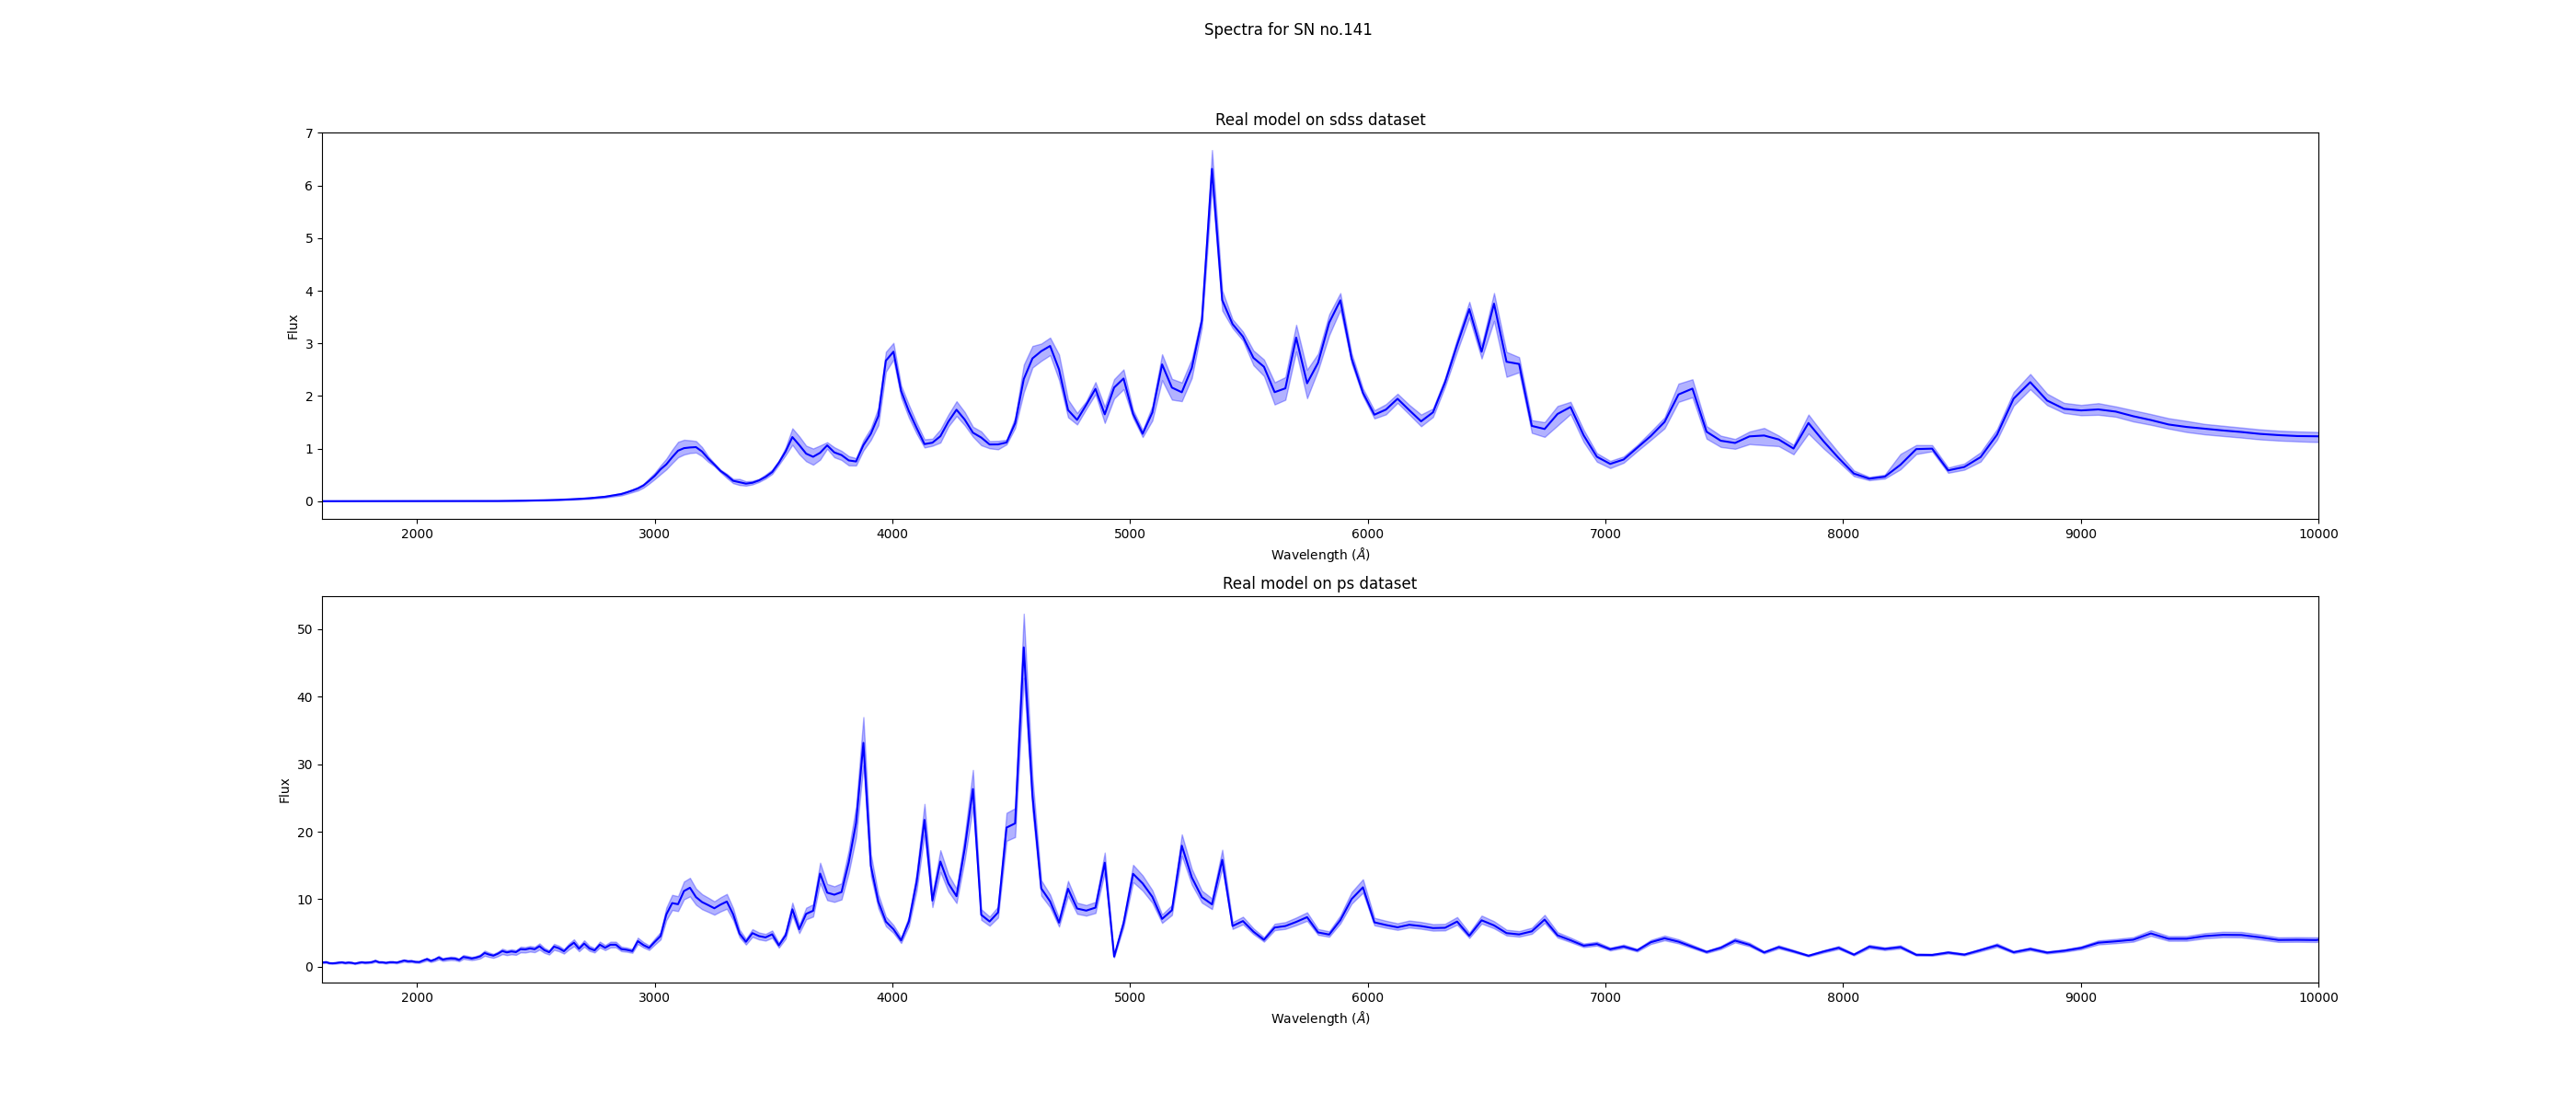 Spectra for SN no.141
Real model on sdss dataset
7
6
5
4
3
2
1
0
Flux
2000 3000 4000 5000 6000 7000 8000 9000 10000
Wavelength (Å)
Real model on ps dataset
50
40
30
20
10
0
Flux
2000 3000 4000 5000 6000 7000 8000 9000 10000
Wavelength (Å)